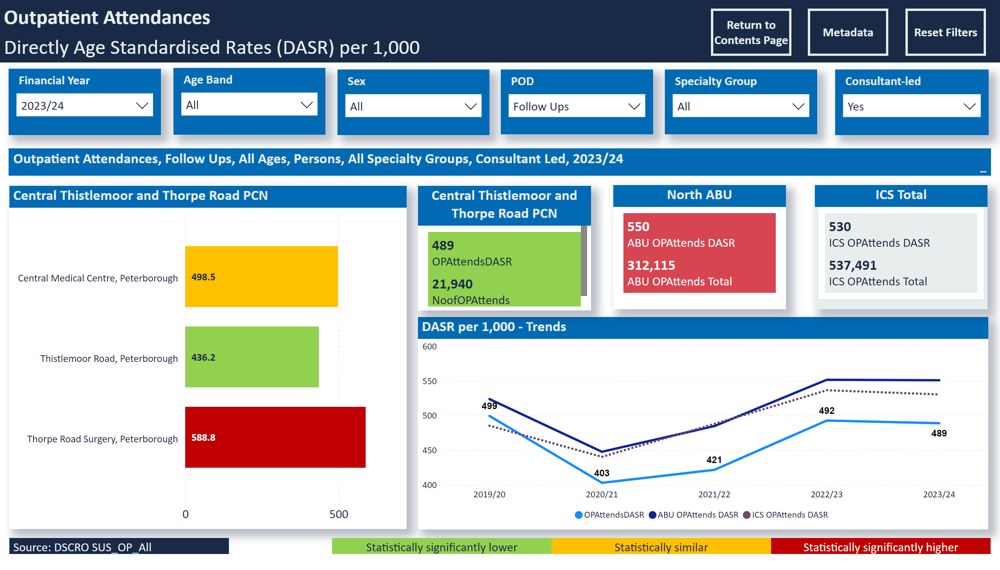 Outpatient Attendances
Directly Age Standardised Rates (DASR) per 1,000
Return to
Contents Page
Metadata
Reset Filters
Financial Year
2023/24
Age Band
All
Sex
All
POD
Follow Ups
Specialty Group
All
Consultant-led
Yes
Outpatient Attendances, Follow Ups, All Ages, Persons, All Specialty Groups, Consultant Led, 2023/24
Central Thistlemoor and Thorpe Road PCN
Central Medical Centre, Peterborough
498.5
Thistlemoor Road, Peterborough
436.2
Thorpe Road Surgery, Peterborough
588.8
0
500
Central Thistlemoor and
Thorpe Road PCN
489
OPAttendsDASR
21,940
NoofOPAttends
North ABU
550
ABU OPAttends DASR
312,115
ABU OPAttends Total
ICS Total
530
ICS OPAttends DASR
537,491
ICS OPAttends Total
DASR per 1,000 - Trends
600
550
500
450
400
499
403
421
492
489
2019/20
2020/21
2021/22
2022/23
2023/24
OPAttendsDASR
ABU OPAttends DASR
ICS OPAttends DASR
Source: DSCRO SUS_OP_All
Statistically significantly lower
Statistically similar
Statistically significantly higher